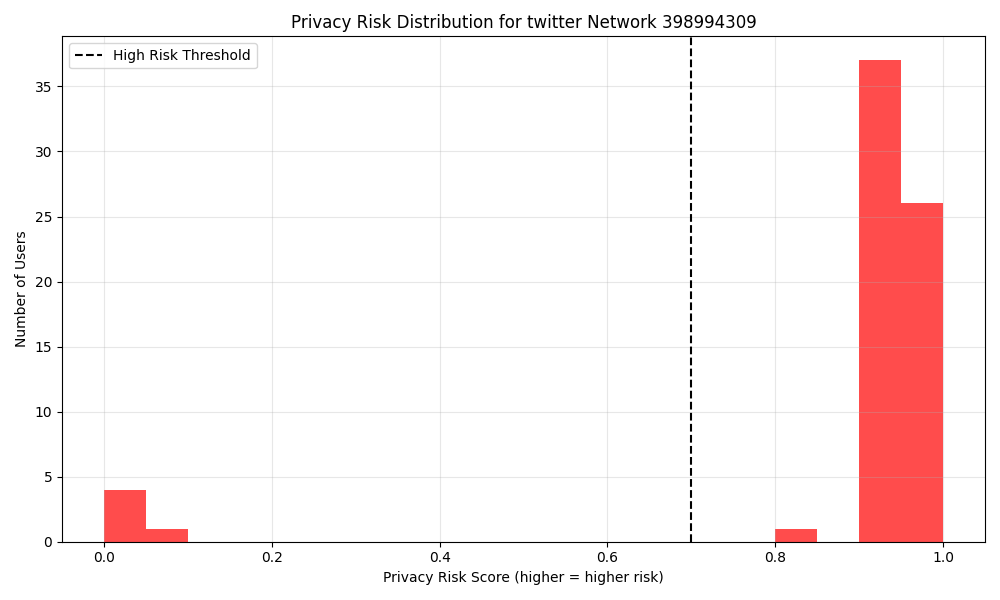 Privacy Risk Distribution for twitter Network 398994309
High Risk Threshold
Number of Users
35
30
25
20
15
10
5
0
0.0 0.2 0.4 0.6 0.8 1.0
Privacy Risk Score (higher = higher risk)